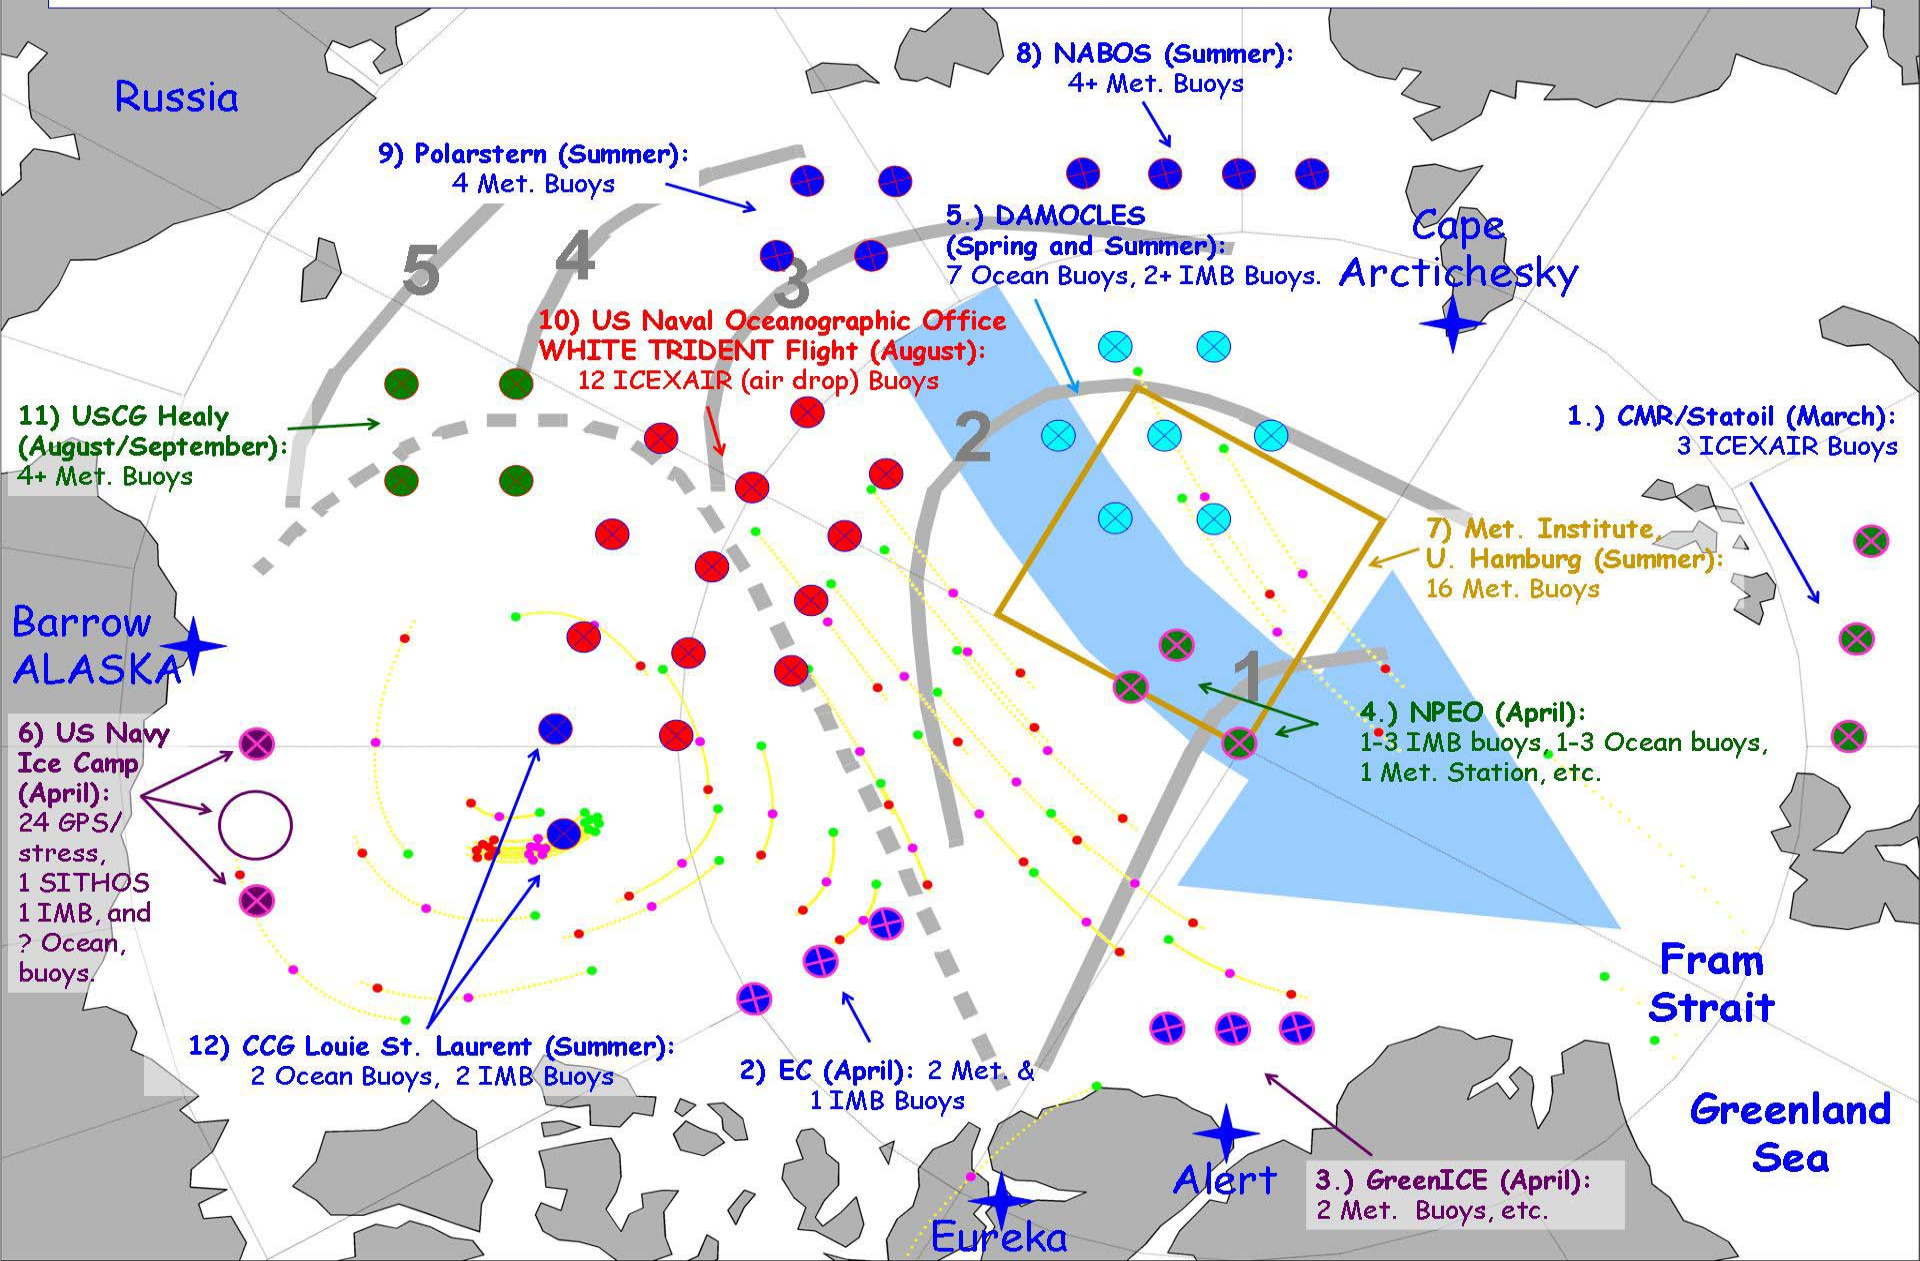 Russia
8) NABOS (Summer):
4+ Met. Buoys
9) Polarstern (Summer):
4 Met. Buoys
5.) DAMOCLES
(Spring and Summer):
7 Ocean Buoys, 2+ IMB Buoys.
Cape
Arctichesky
5
4
3
10) US Naval Oceanographic Office
WHITE TRIDENT Flight (August):
12 ICEXAIR (air drop) Buoys
11) USCG Healy
(August/September):
4+ Met. Buoys
2
1.) CMR/Statoil (March):
3 ICEXAIR Buoys
7) Met. Institute,
U. Hamburg (Summer):
16 Met. Buoys
Barrow
ALASKA
1
4.) NPEO (April):
1-3 IMB buoys, 1-3 Ocean buoys,
1 Met. Station, etc.
6) US Navy
Ice Camp
(April):
24 GPS/
stress,
1 SITHOS
1 IMB, and
? Ocean,
buoys.
Fram
Strait
12) CCG Louie St. Laurent (Summer):
2 Ocean Buoys, 2 IMB Buoys
2) EC (April): 2 Met. &
1 IMB Buoys
Greenland
Sea
Alert
3.) GreenICE (April):
2 Met. Buoys, etc.
Eureka